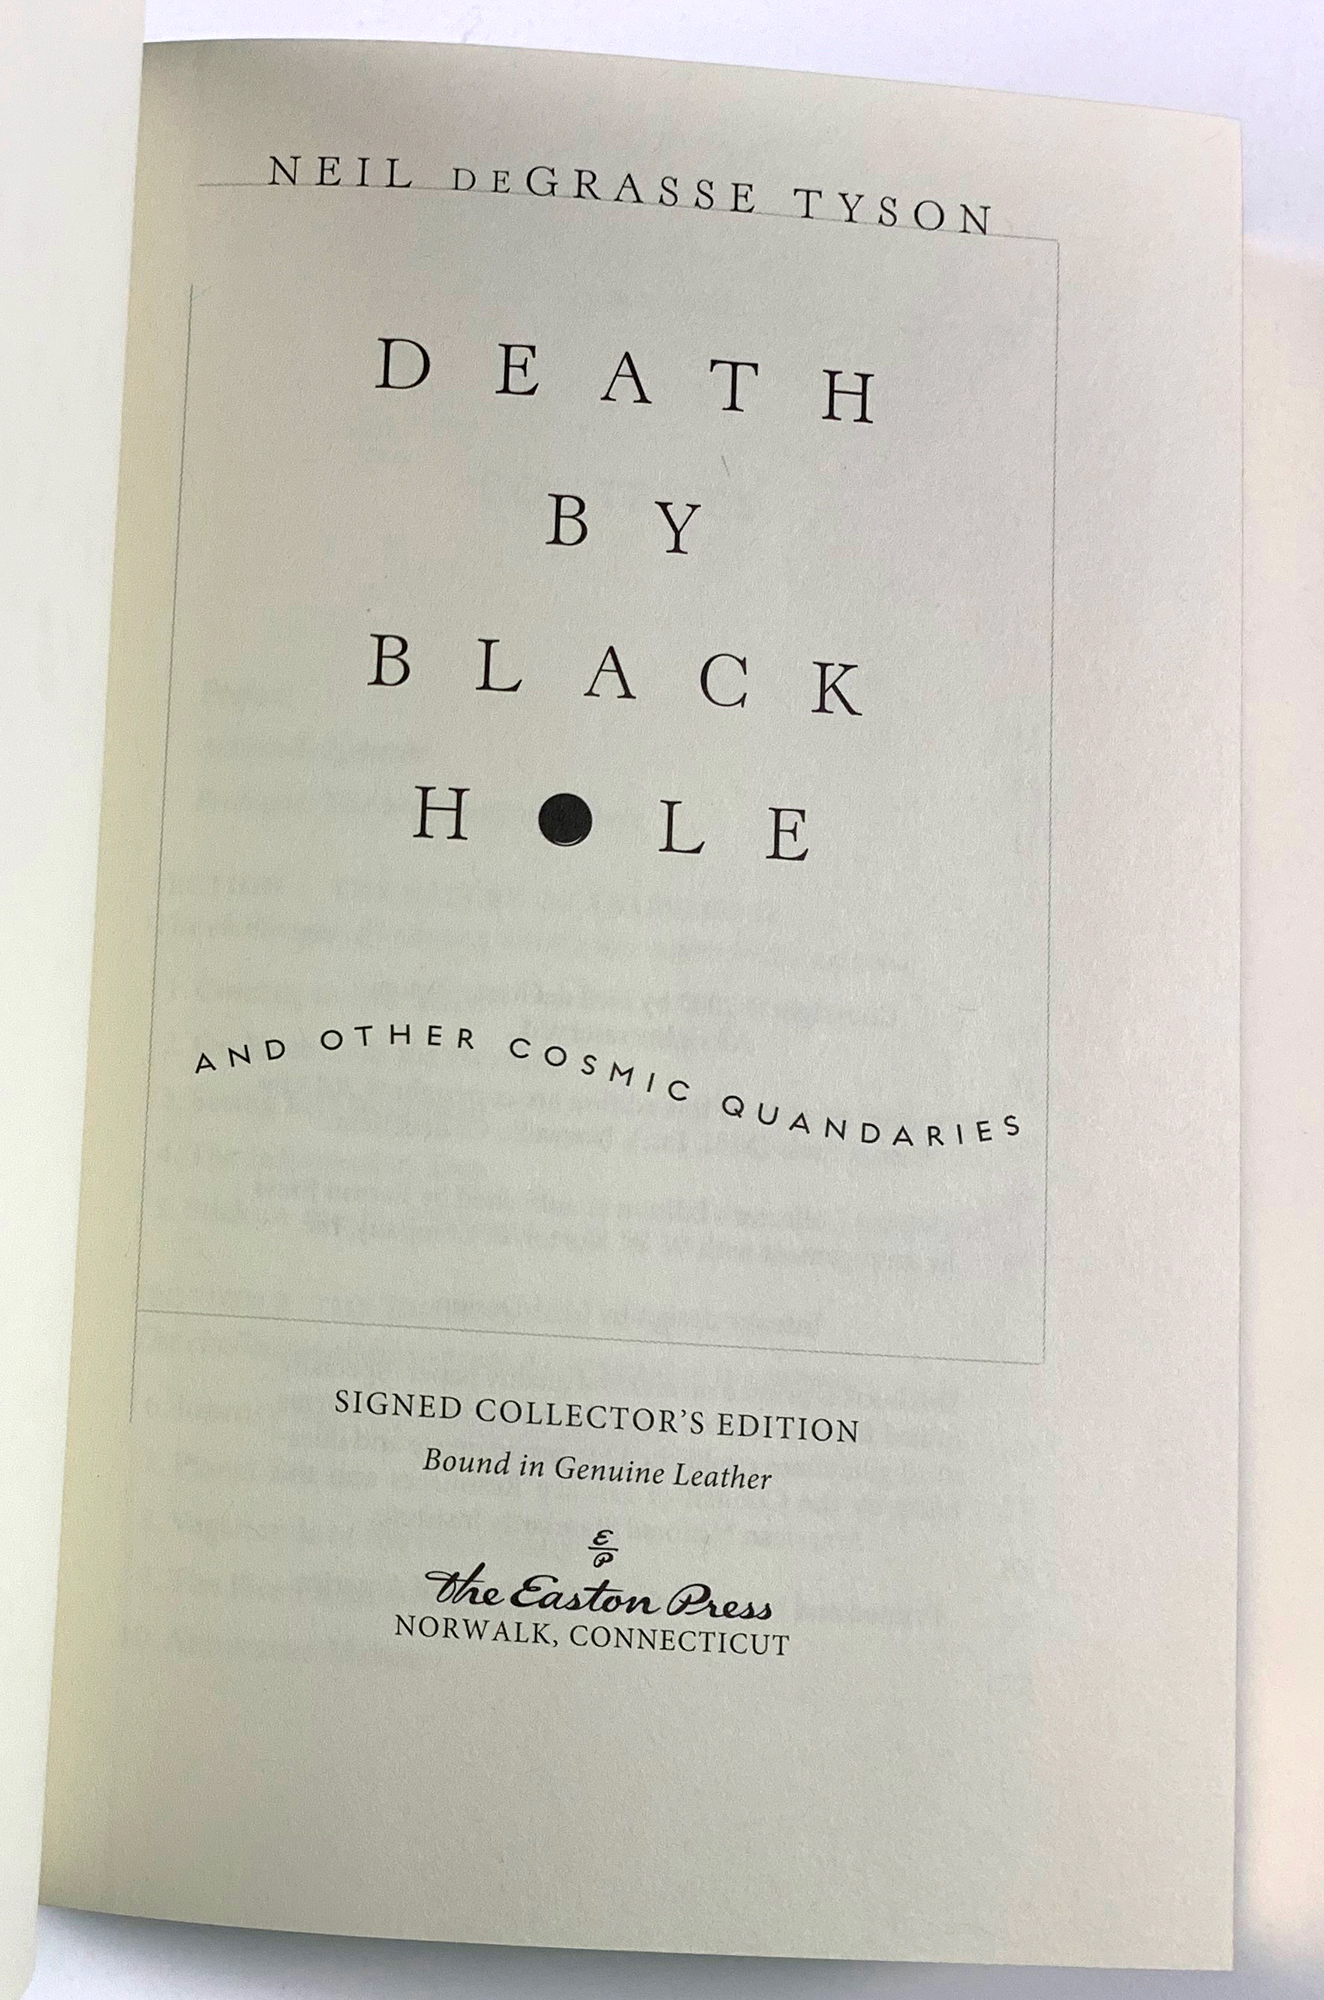 NEIL DEGRASSE TYSON
DEATH
BY
BLACK
H●LE
AND OTHER COSMIC QUANDARIES
SIGNED COLLECTOR'S EDITION
Bound in Genuine Leather
E
P
The Easton Press
NORWALK, CONNECTICUT